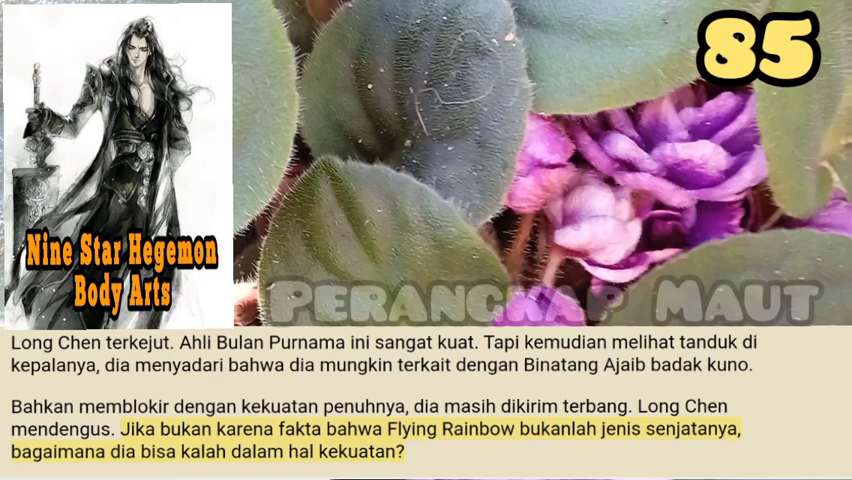 85
Nine Star Hegemon
Body Arts
PERANGKAP MAUT
Long Chen terkejut. Ahli Bulan Purnama ini sangat kuat. Tapi kemudian melihat tanduk di
kepalanya, dia menyadari bahwa dia mungkin terkait dengan Binatang Ajaib badak kuno.
Bahkan memblokir dengan kekuatan penuhnya, dia masih dikirim terbang. Long Chen
mendengus. Jika bukan karena fakta bahwa Flying Rainbow bukanlah jenis senjatanya,
bagaimana dia bisa kalah dalam hal kekuatan?